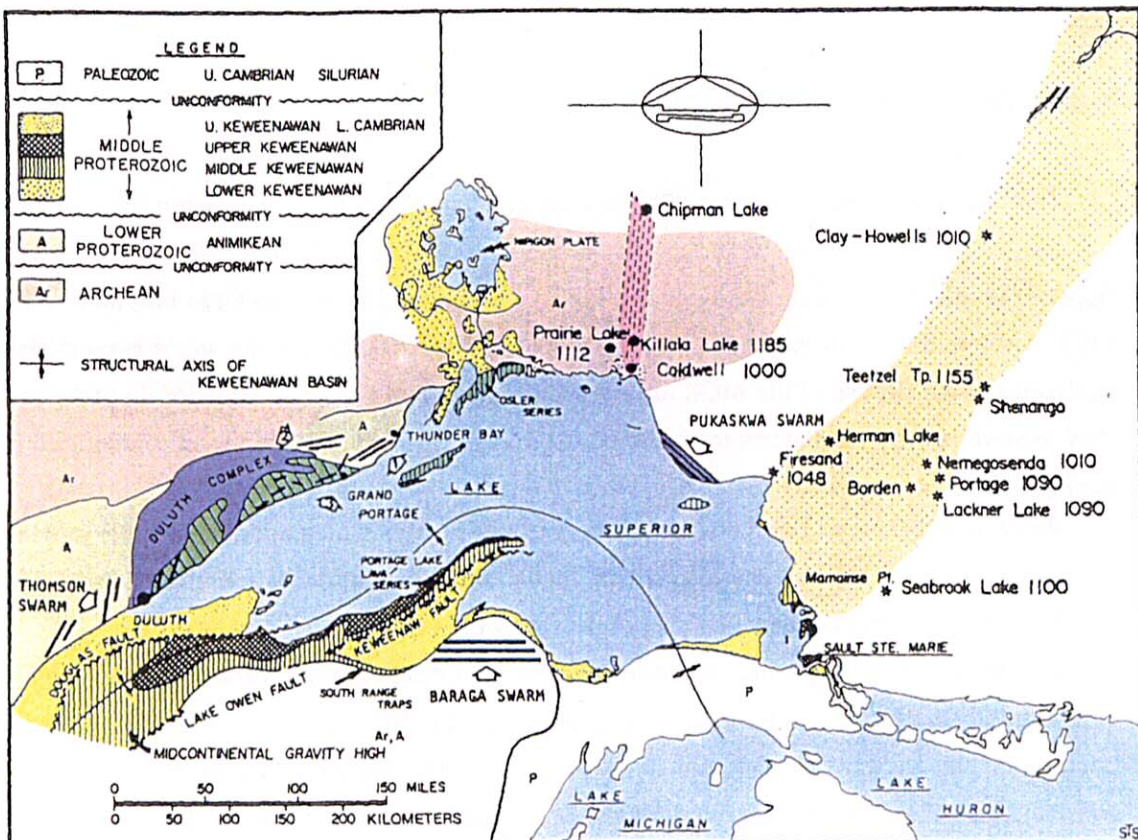 LEGEND
P PALEOZOIC U. CAMBRIAN SILURIAN
UNCONFORMITY
MIDDLE PROTEROZOIC
U. KEWEENAWAN L. CAMBRIAN
UPPER KEWEENAWAN
MIDDLE KEWEENAWAN
LOWER KEWEENAWAN
UNCONFORMITY
A LOWER PROTEROZOIC ANIMIKEAN
UNCONFORMITY
Ar ARCHEAN
STRUCTURAL AXIS OF
KEWEENAWAN BASIN
NIPIGON PLATE
Chipman Lake
Clay-Howells 1010
Ar
Prairie Lake
1112
Killala Lake 1185
Coldwell 1000
Teetzel Tp. 1155
Shenanga
OSLER
SERIES
PUKASKWA SWARM
Herman Lake
A
THUNDER BAY
Firesand
1048
Nemegosenda 1010
Portage 1090
Borden
Lackner Lake 1090
Ar
DULUTH COMPLEX
GRAND
PORTAGE
LAKE
SUPERIOR
A
PORTAGE LAKE
LAVA
SERIES
Mamainse Pt.
Seabrook Lake 1100
THOMSON
SWARM
DULUTH
DOUGLAS FAULT
KEWEENAW FAULT
SAULT STE. MARIE
LAKE OWEN FAULT
SOUTH RANGE
TRAPS
BARAGA SWARM
P
Ar, A
MIDCONTINENTAL GRAVITY HIGH
P
0 50 100 150 MILES
0 50 100 150 200 KILOMETERS
LAKE
MICHIGAN
LAKE
HURON